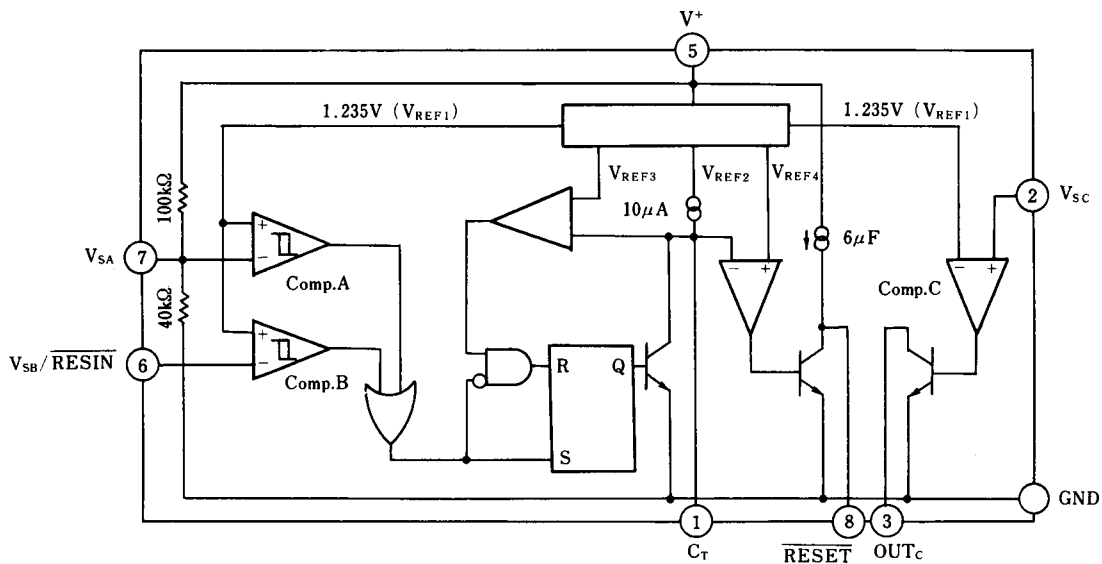 V+
5
1.235V (VREF1)
1.235V (VREF1)
VREF3
VREF2
VREF4
100kΩ
10μA
6μF
2
VSC
7
VSA
+
−
Comp.A
40kΩ
− +
Comp.C
− +
6
VSB/RESIN
+
−
Comp.B
R
Q
S
GND
1
8
3
CT
RESET
OUTC